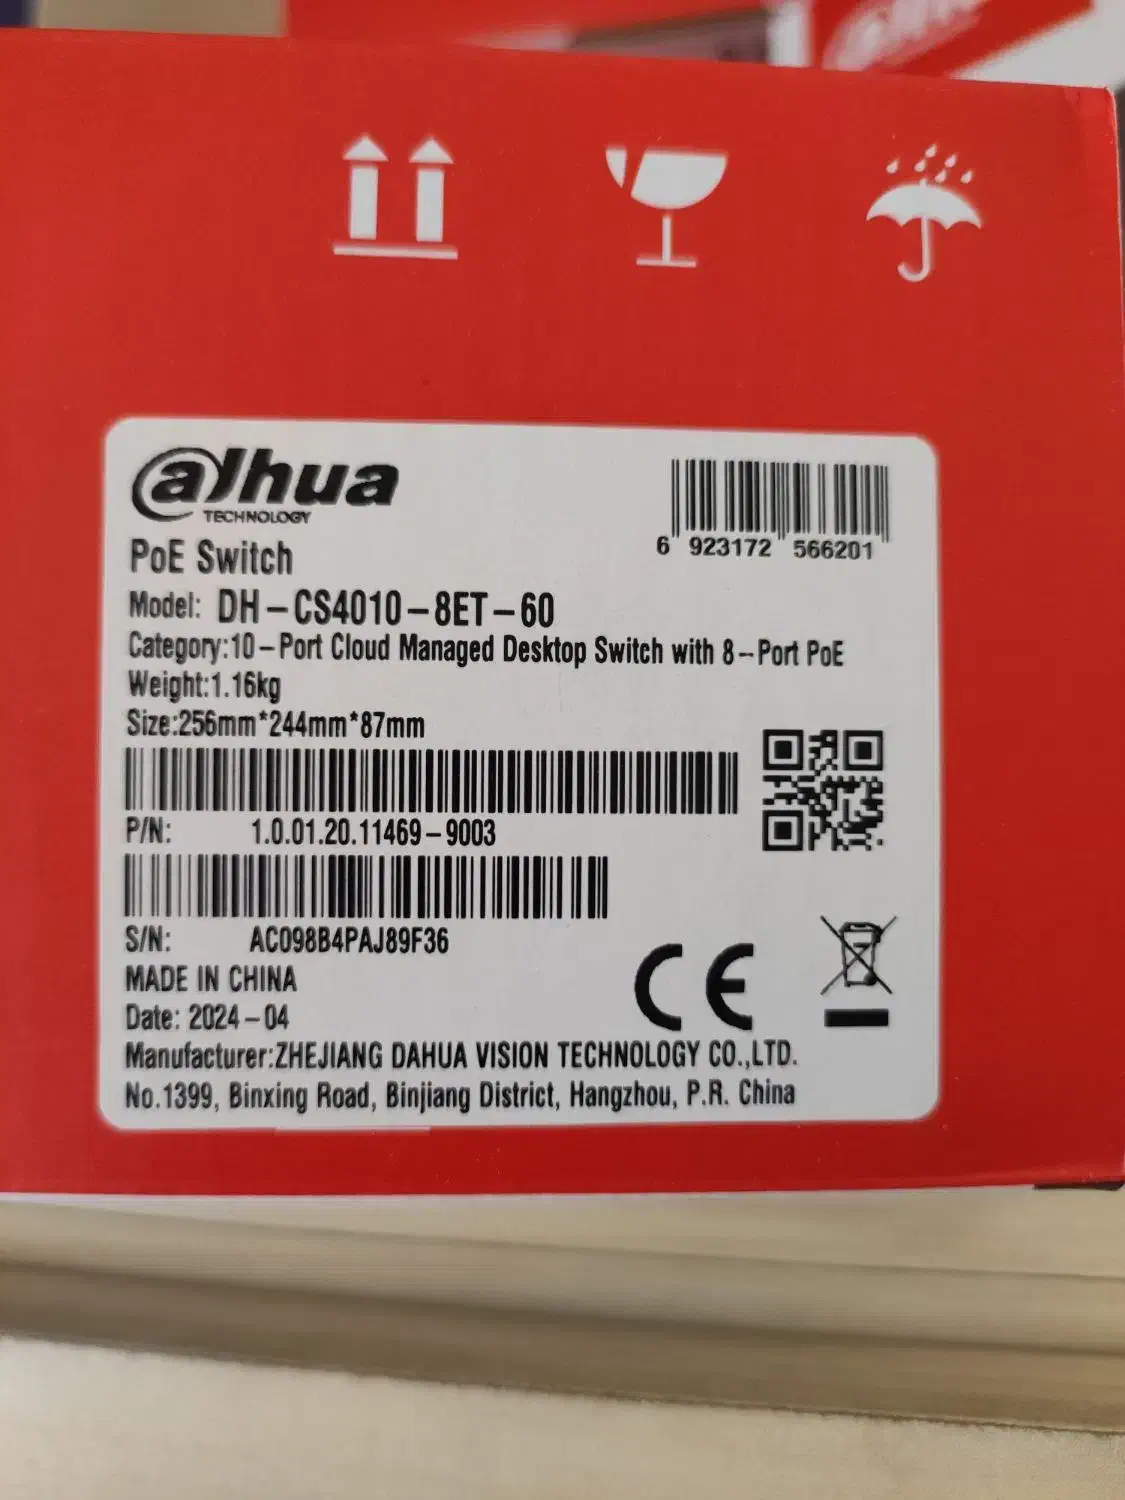 alhua
TECHNOLOGY
6 923172 566201
PoE Switch
Model: DH-CS4010-8ET-60
Category:10-Port Cloud Managed Desktop Switch with 8-Port PoE
Weight:1.16kg
Size:256mm*244mm*87mm
P/N: 1.0.01.20.11469-9003
S/N: AC098B4PAJ89F36
MADE IN CHINA
CE
Date: 2024-04
Manufacturer:ZHEJIANG DAHUA VISION TECHNOLOGY CO.,LTD.
No.1399, Binxing Road, Binjiang District, Hangzhou, P.R. China